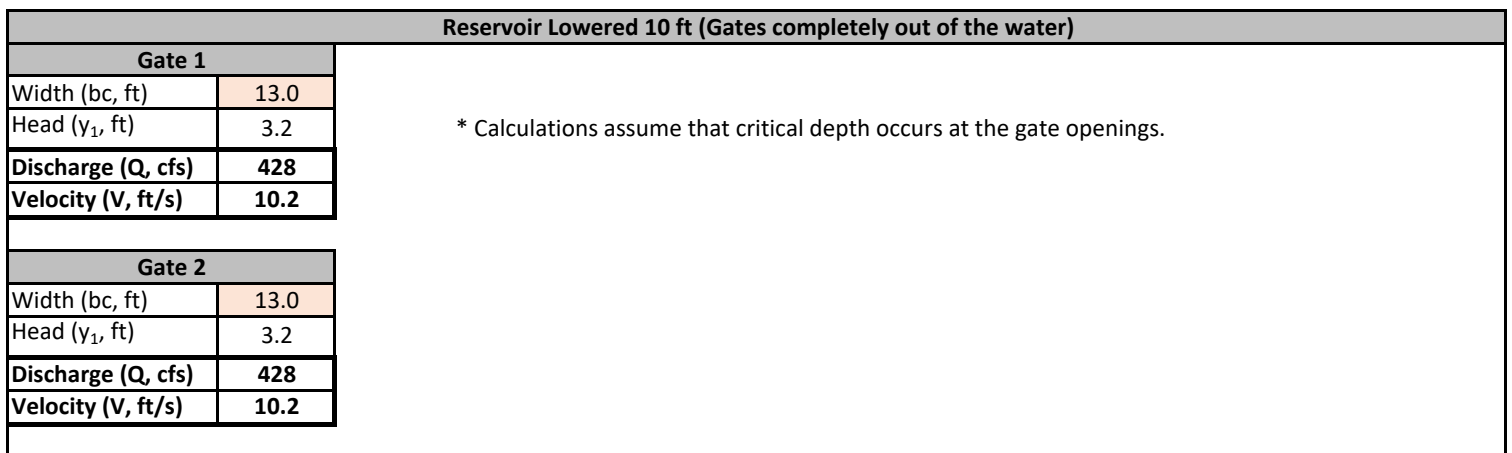 Reservoir Lowered 10 ft (Gates completely out of the water)
Gate 1
Width (bc, ft) 13.0
Head (y₁, ft) 3.2 * Calculations assume that critical depth occurs at the gate openings.
Discharge (Q, cfs) 428
Velocity (V, ft/s) 10.2
Gate 2
Width (bc, ft) 13.0
Head (y₁, ft) 3.2
Discharge (Q, cfs) 428
Velocity (V, ft/s) 10.2